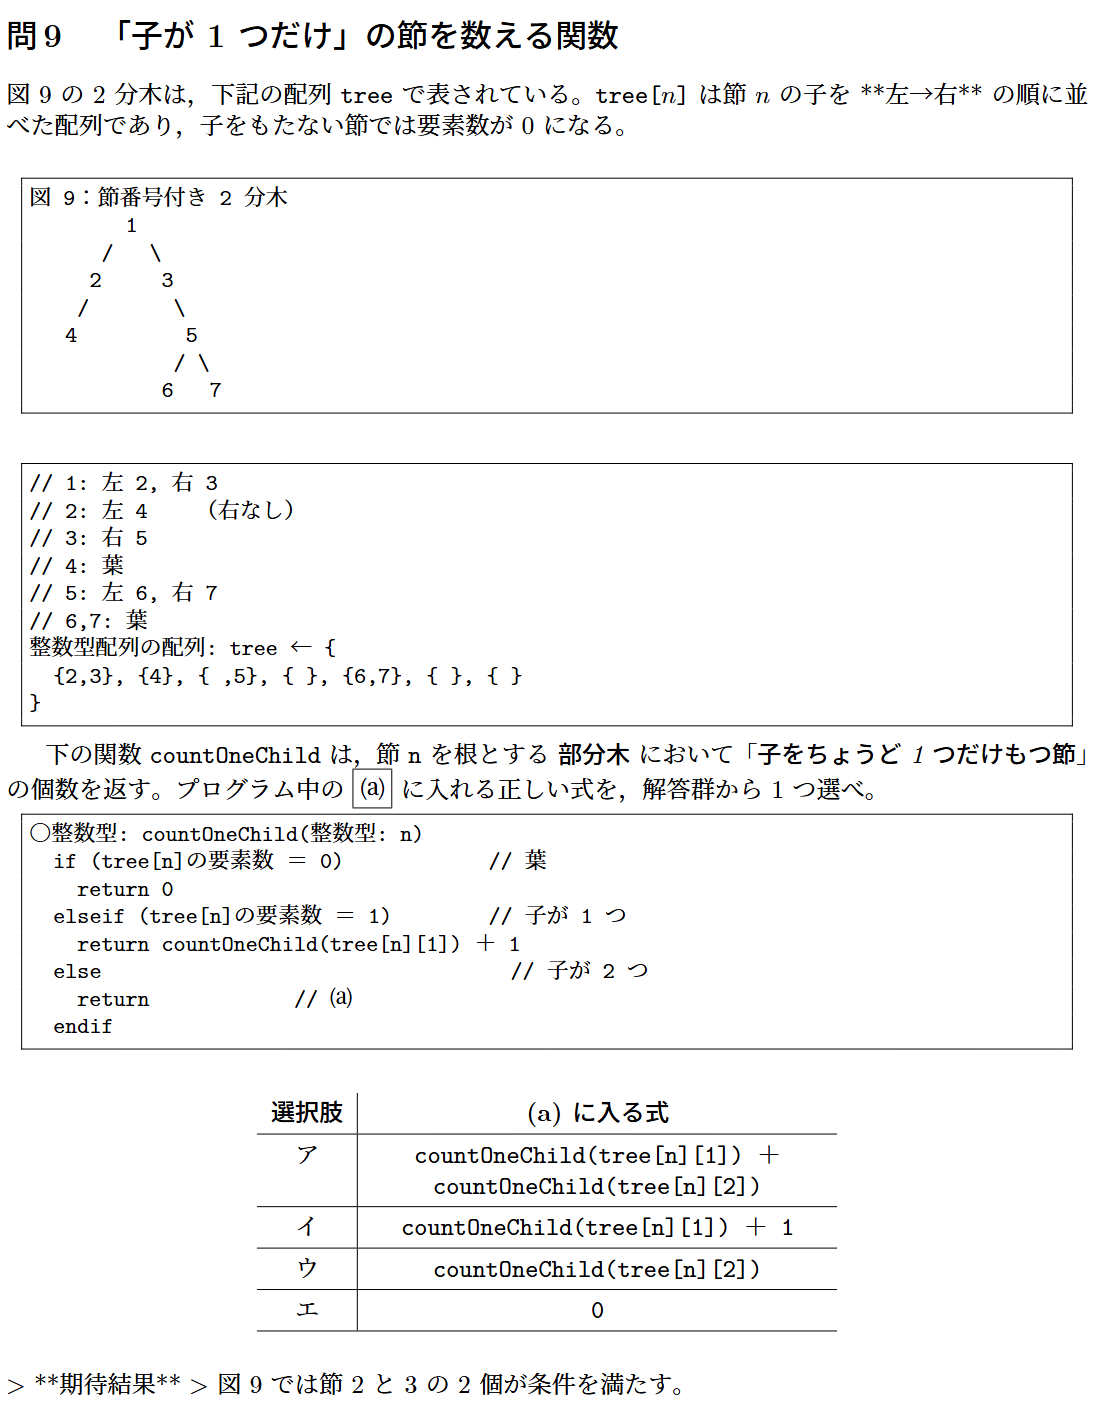 問9 「子が 1 つだけ」の節を数える関数
図 9 の 2 分木は，下記の配列 tree で表されている。tree[n] は節 n の子を **左→右** の順に並
べた配列であり，子をもたない節では要素数が 0 になる。
図 9：節番号付き 2 分木
1
/ \
2 3
/ \
4 5
/ \
6 7
// 1: 左 2, 右 3
// 2: 左 4 （右なし）
// 3: 右 5
// 4: 葉
// 5: 左 6, 右 7
// 6,7: 葉
整数型配列の配列: tree ← {
{2,3}, {4}, { ,5}, { }, {6,7}, { }, { }
}
下の関数 countOneChild は，節 n を根とする 部分木 において「子をちょうど 1 つだけもつ節」
の個数を返す。プログラム中の (a) に入れる正しい式を，解答群から 1 つ選べ。
○整数型: countOneChild(整数型: n)
if (tree[n]の要素数 ＝ 0) // 葉
return 0
elseif (tree[n]の要素数 ＝ 1) // 子が 1 つ
return countOneChild(tree[n][1]) ＋ 1
else // 子が 2 つ
return // (a)
endif
選択肢 (a) に入る式
ア countOneChild(tree[n][1]) ＋
countOneChild(tree[n][2])
イ countOneChild(tree[n][1]) ＋ 1
ウ countOneChild(tree[n][2])
エ 0
> **期待結果** > 図 9 では節 2 と 3 の 2 個が条件を満たす。